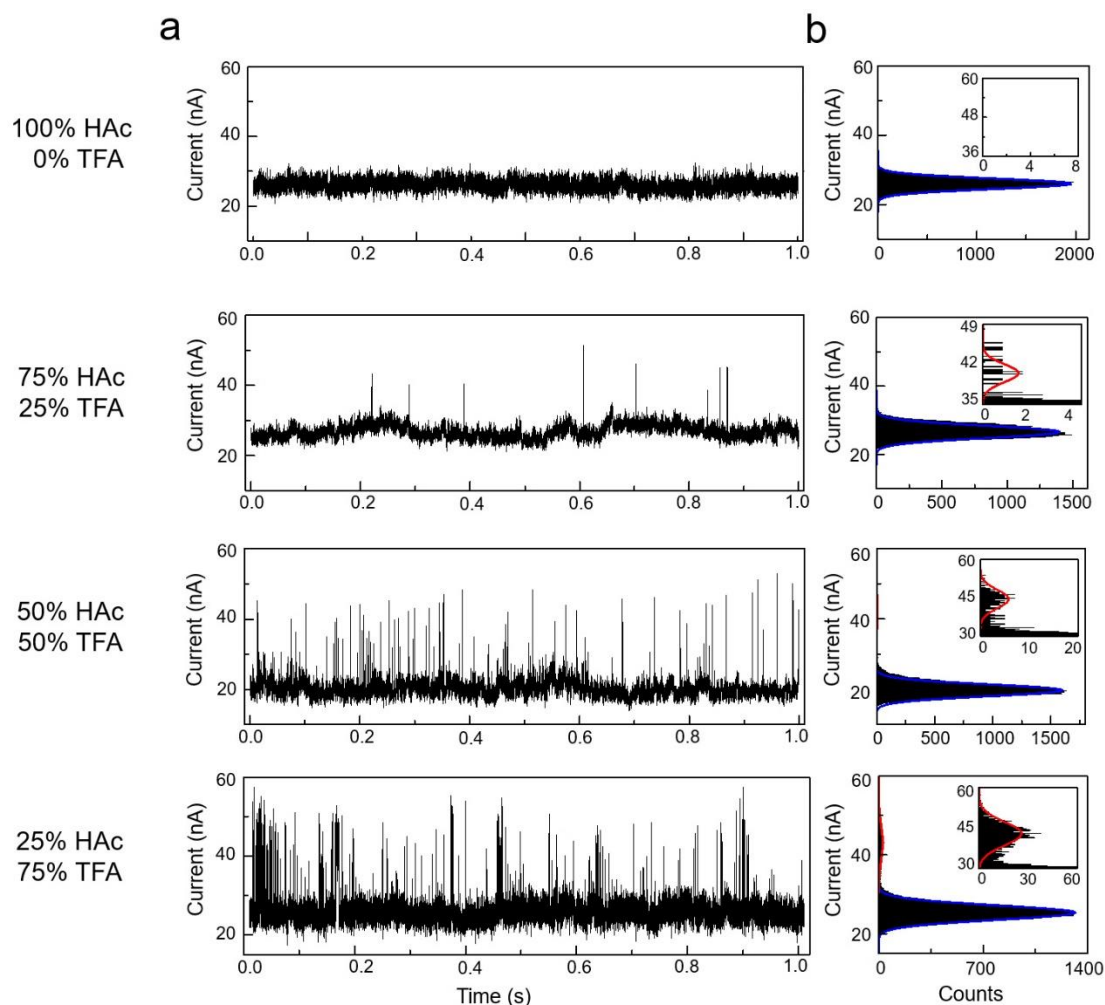 a
b
100% HAc
0% TFA
Current (nA)
60
40
20
0.0 0.2 0.4 0.6 0.8 1.0
Current (nA)
60
40
20
0 1000 2000
60
48
36
0 4 8
75% HAc
25% TFA
Current (nA)
60
40
20
0.0 0.2 0.4 0.6 0.8 1.0
Current (nA)
60
40
20
0 500 1000 1500
49
42
35
0 2 4
50% HAc
50% TFA
Current (nA)
60
40
20
0.0 0.2 0.4 0.6 0.8 1.0
Current (nA)
60
40
20
0 500 1000 1500
60
45
30
0 10 20
25% HAc
75% TFA
Current (nA)
60
40
20
0.0 0.2 0.4 0.6 0.8 1.0
Time (s)
Current (nA)
60
40
20
0 700 1400
Counts
60
45
30
0 30 60